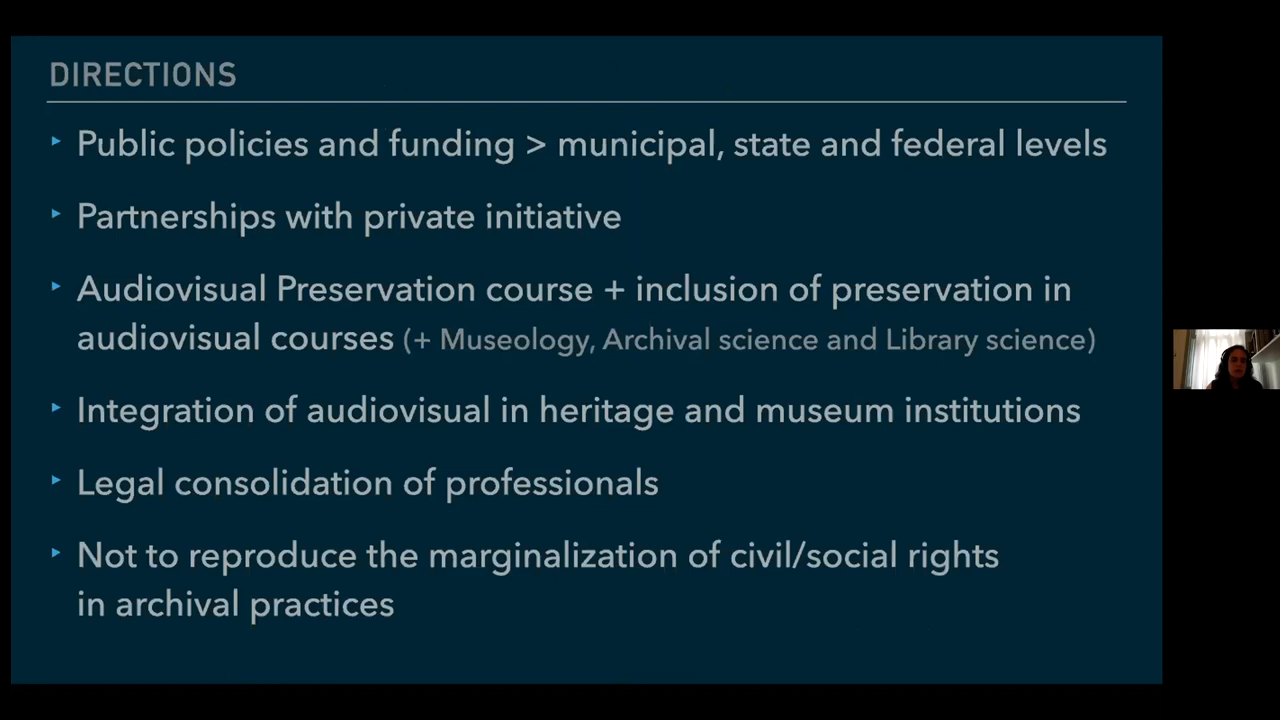 DIRECTIONS
Public policies and funding > municipal, state and federal levels
Partnerships with private initiative
Audiovisual Preservation course + inclusion of preservation in
audiovisual courses (+ Museology, Archival science and Library science)
Integration of audiovisual in heritage and museum institutions
Legal consolidation of professionals
Not to reproduce the marginalization of civil/social rights
in archival practices